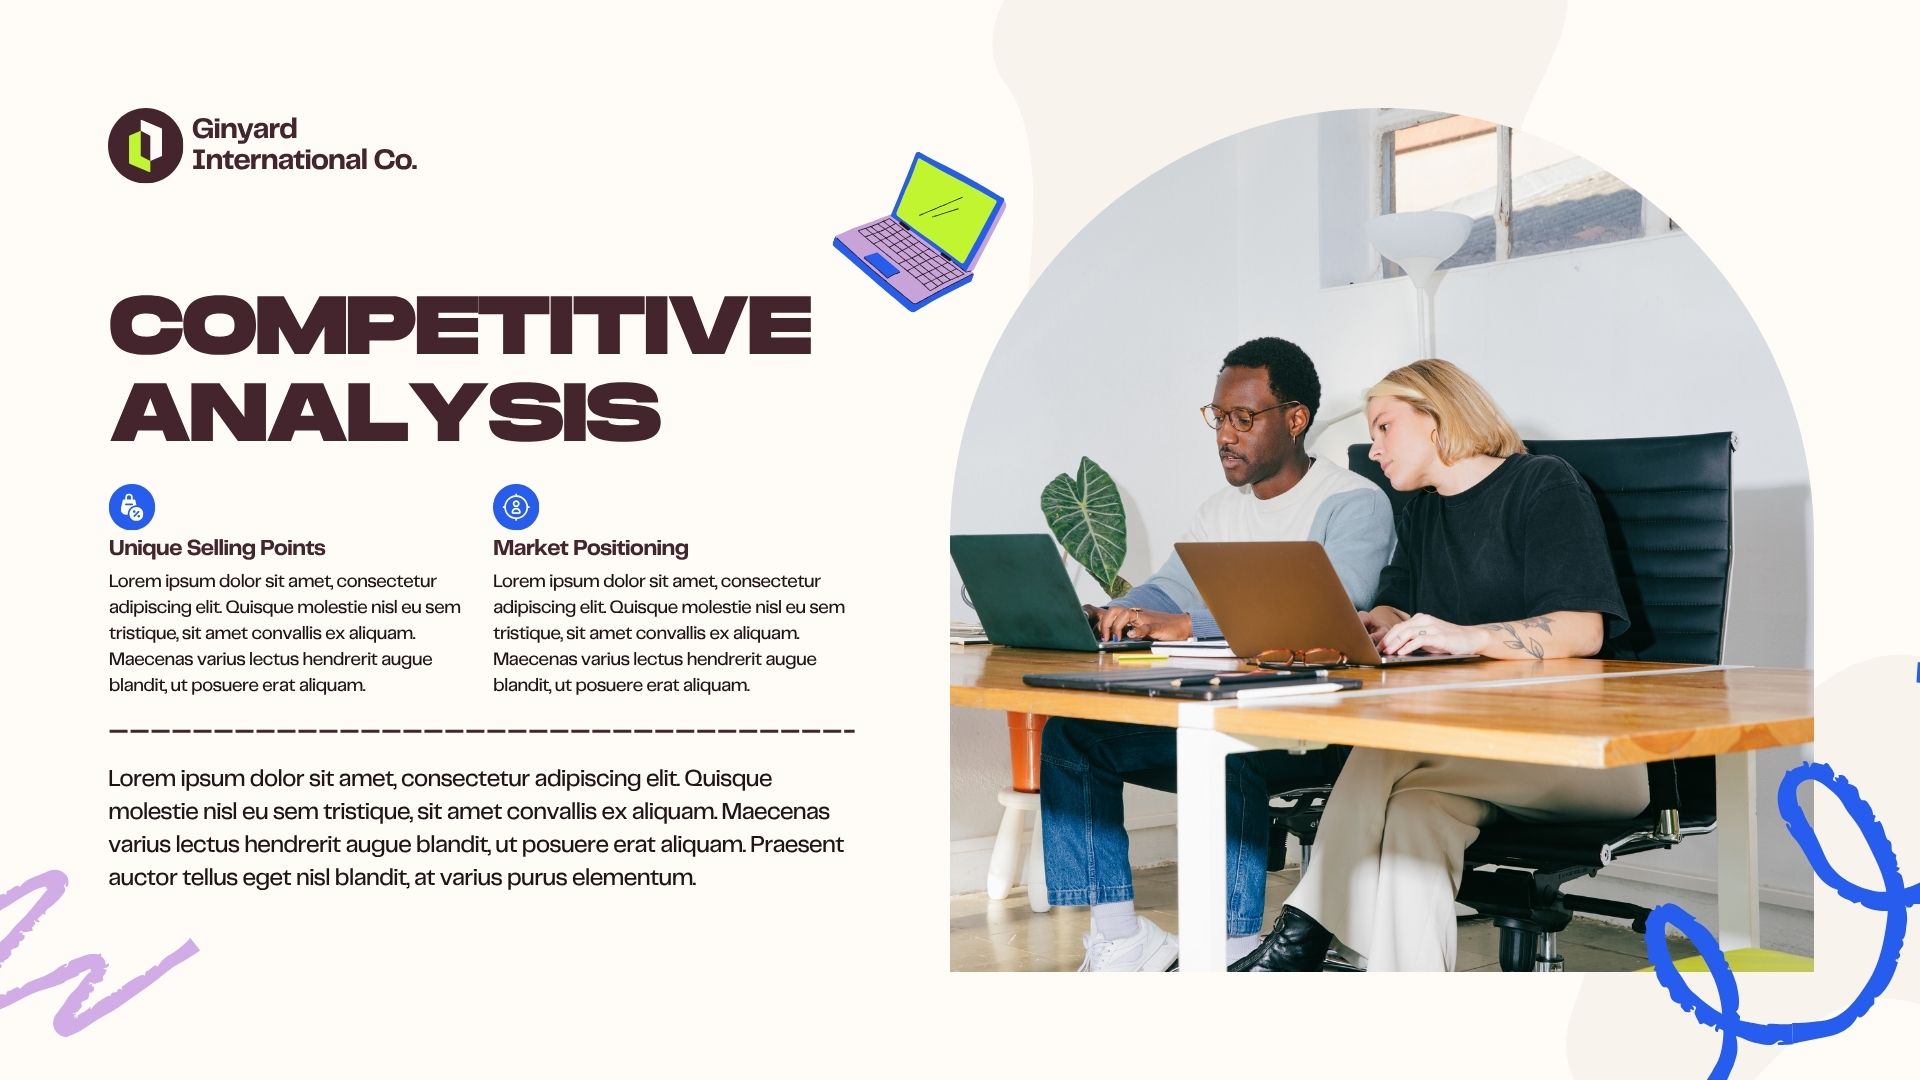 Ginyard
International Co.
COMPETITIVE
ANALYSIS
Unique Selling Points
Lorem ipsum dolor sit amet, consectetur
adipiscing elit. Quisque molestie nisl eu sem
tristique, sit amet convallis ex aliquam.
Maecenas varius lectus hendrerit augue
blandit, ut posuere erat aliquam.
Market Positioning
Lorem ipsum dolor sit amet, consectetur
adipiscing elit. Quisque molestie nisl eu sem
tristique, sit amet convallis ex aliquam.
Maecenas varius lectus hendrerit augue
blandit, ut posuere erat aliquam.
Lorem ipsum dolor sit amet, consectetur adipiscing elit. Quisque
molestie nisl eu sem tristique, sit amet convallis ex aliquam. Maecenas
varius lectus hendrerit augue blandit, ut posuere erat aliquam. Praesent
auctor tellus eget nisl blandit, at varius purus elementum.